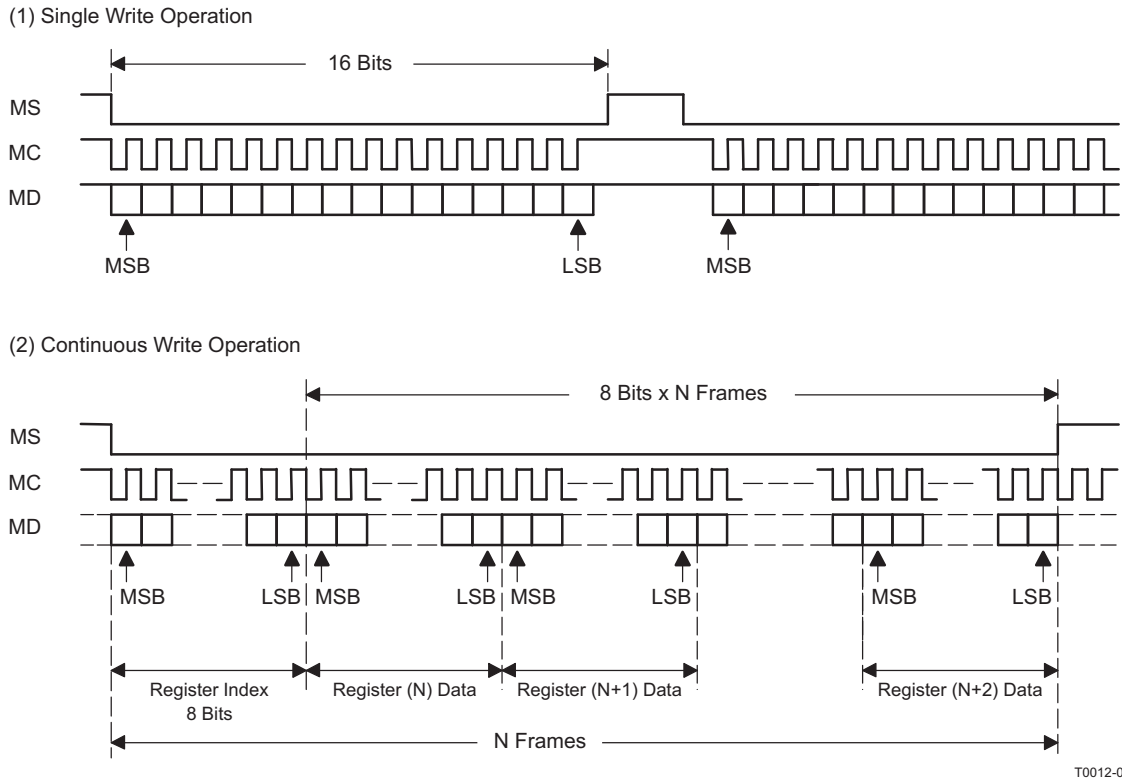 (1) Single Write Operation
16 Bits
MS
MC
MD
MSB
LSB
MSB
(2) Continuous Write Operation
8 Bits x N Frames
MS
MC
MD
MSB
LSB
MSB
LSB
MSB
LSB
MSB
LSB
Register Index
8 Bits
Register (N) Data
Register (N+1) Data
Register (N+2) Data
N Frames
T0012-0